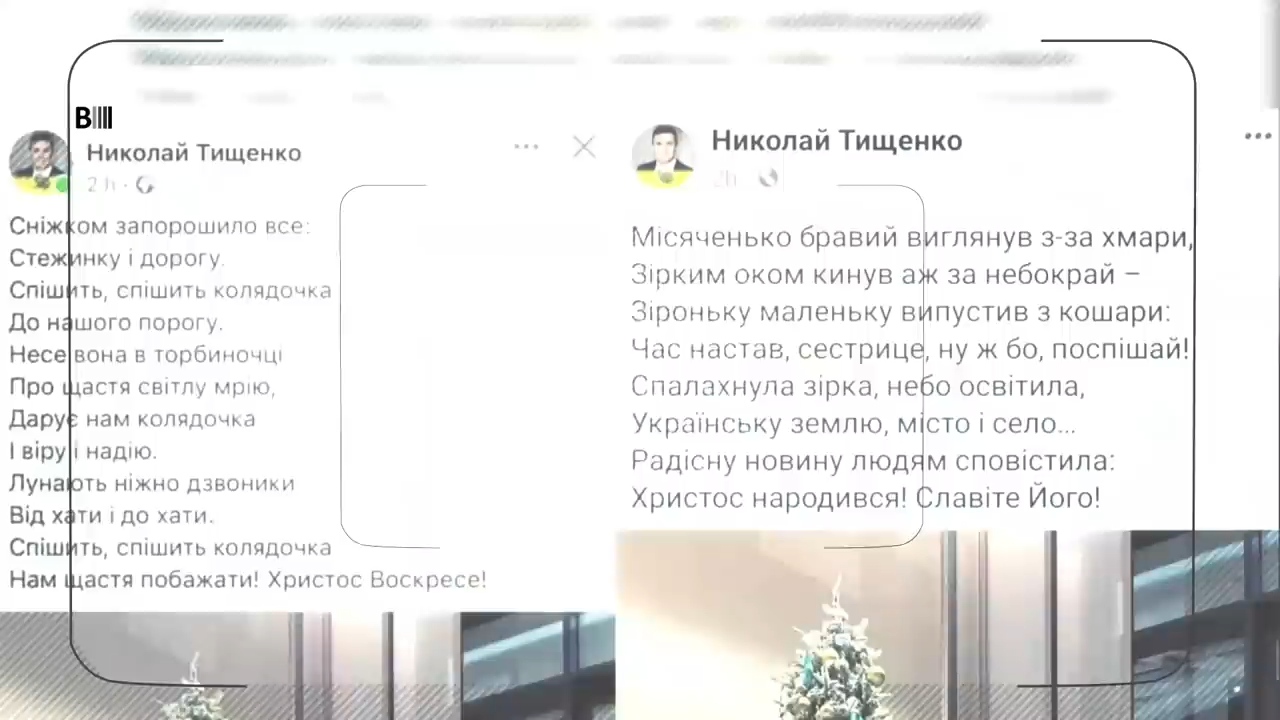 B
Николай Тищенко
2 h
Сніжком запорошило все:
Стежинку і дорогу.
Спішить, спішить колядочка
До нашого порогу.
Несе вона в торбиночці
Про щастя світлу мрію,
Дарує нам колядочка
І віру і надію.
Лунають ніжно дзвоники
Від хати і до хати.
Спішить, спішить колядочка
Нам щастя побажати! Христос Воскресе!
Николай Тищенко
2h
Місяченько бравий виглянув з-за хмари,
Зірким оком кинув аж за небокрай –
Зіроньку маленьку випустив з кошари:
Час настав, сестрице, ну ж бо, поспішай!
Спалахнула зірка, небо освітила,
Українську землю, місто і село...
Радісну новину людям сповістила:
Христос народився! Славіте Його!